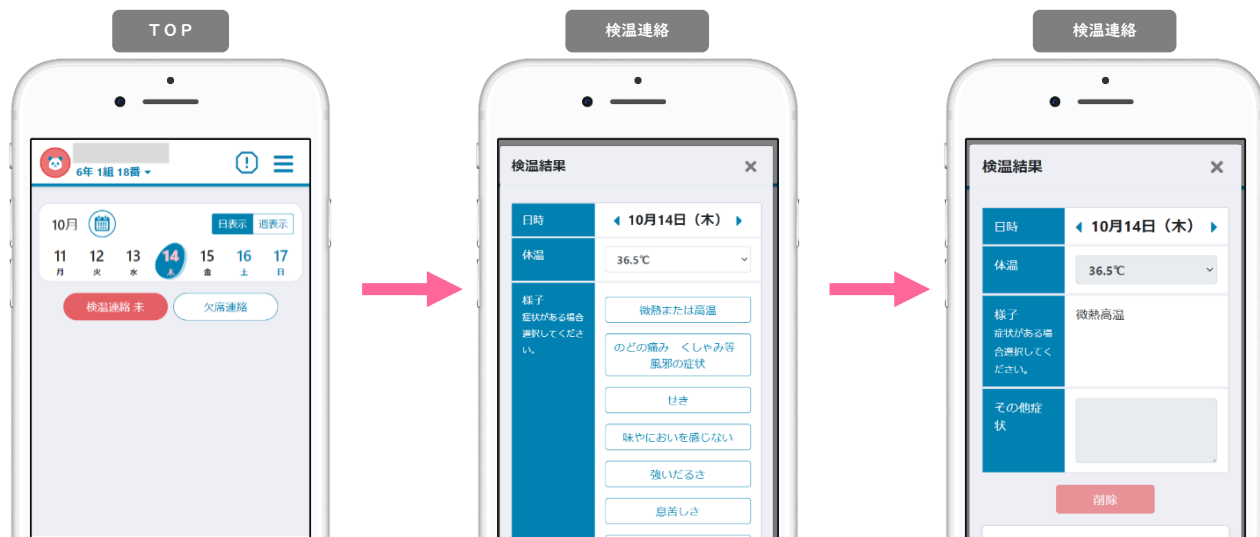 TOP
6年 1組 18番
10月
日表示
週表示
11 12 13 14 15 16 17
月 火 水 木 金 土 日
検温連絡 未
欠席連絡
検温連絡
検温結果
×
日時
10月14日（木）
体温
36.5℃
様子
症状がある場合
選択してくださ
い。
微熱または高温
のどの痛み　くしゃみ等
風邪の症状
せき
味やにおいを感じない
強いだるさ
息苦しさ
検温連絡
検温結果
×
日時
10月14日（木）
体温
36.5℃
様子
症状がある場
合選択してく
ださい。
微熱高温
その他症
状
削除